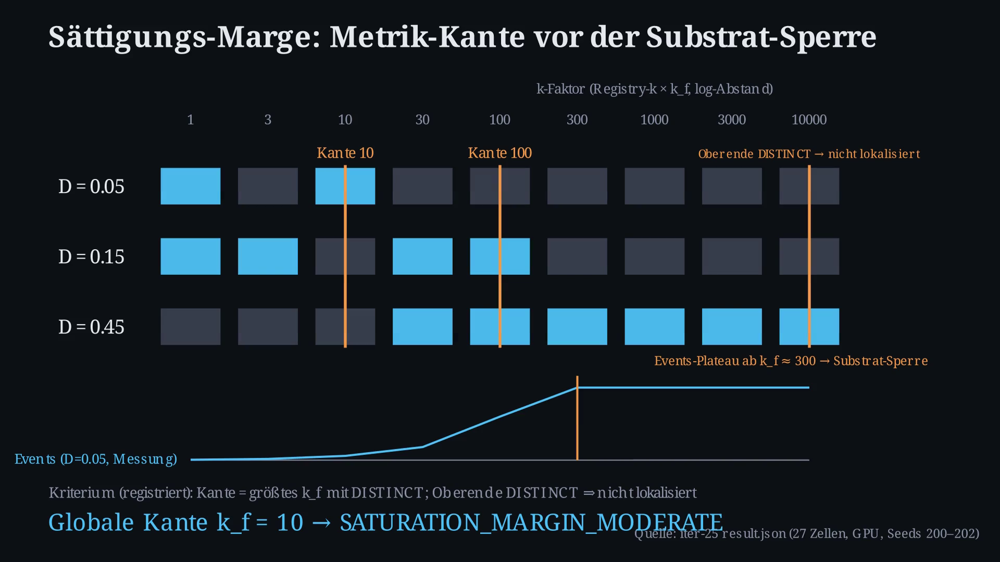 Sättigungs-Marge: Metrik-Kante vor der Substrat-Sperre
k-Faktor (Registry-k × k_f, log-Abstand)
1 3 10 30 100 300 1000 3000 10000
Kante 10 Kante 100 Oberende DISTINCT → nicht lokalisiert
D = 0.05
D = 0.15
D = 0.45
Events-Plateau ab k_f ≈ 300 → Substrat-Sperre
Events (D=0.05, Messung)
Kriterium (registriert): Kante = größtes k_f mit DISTINCT; Oberende DISTINCT ⇒ nicht lokalisiert
Globale Kante k_f = 10 → SATURATION_MARGIN_MODERATE
Quelle: iter-25 result.json (27 Zellen, GPU, Seeds 200–202)